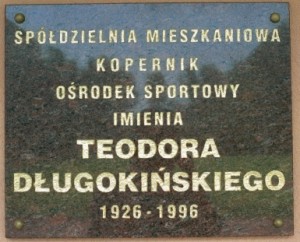 SPÓŁDZIELNIA MIESZKANIOWA
KOPERNIK
OŚRODEK SPORTOWY
IMIENIA
TEODORA
DŁUGOKIŃSKIEGO
1926-1996